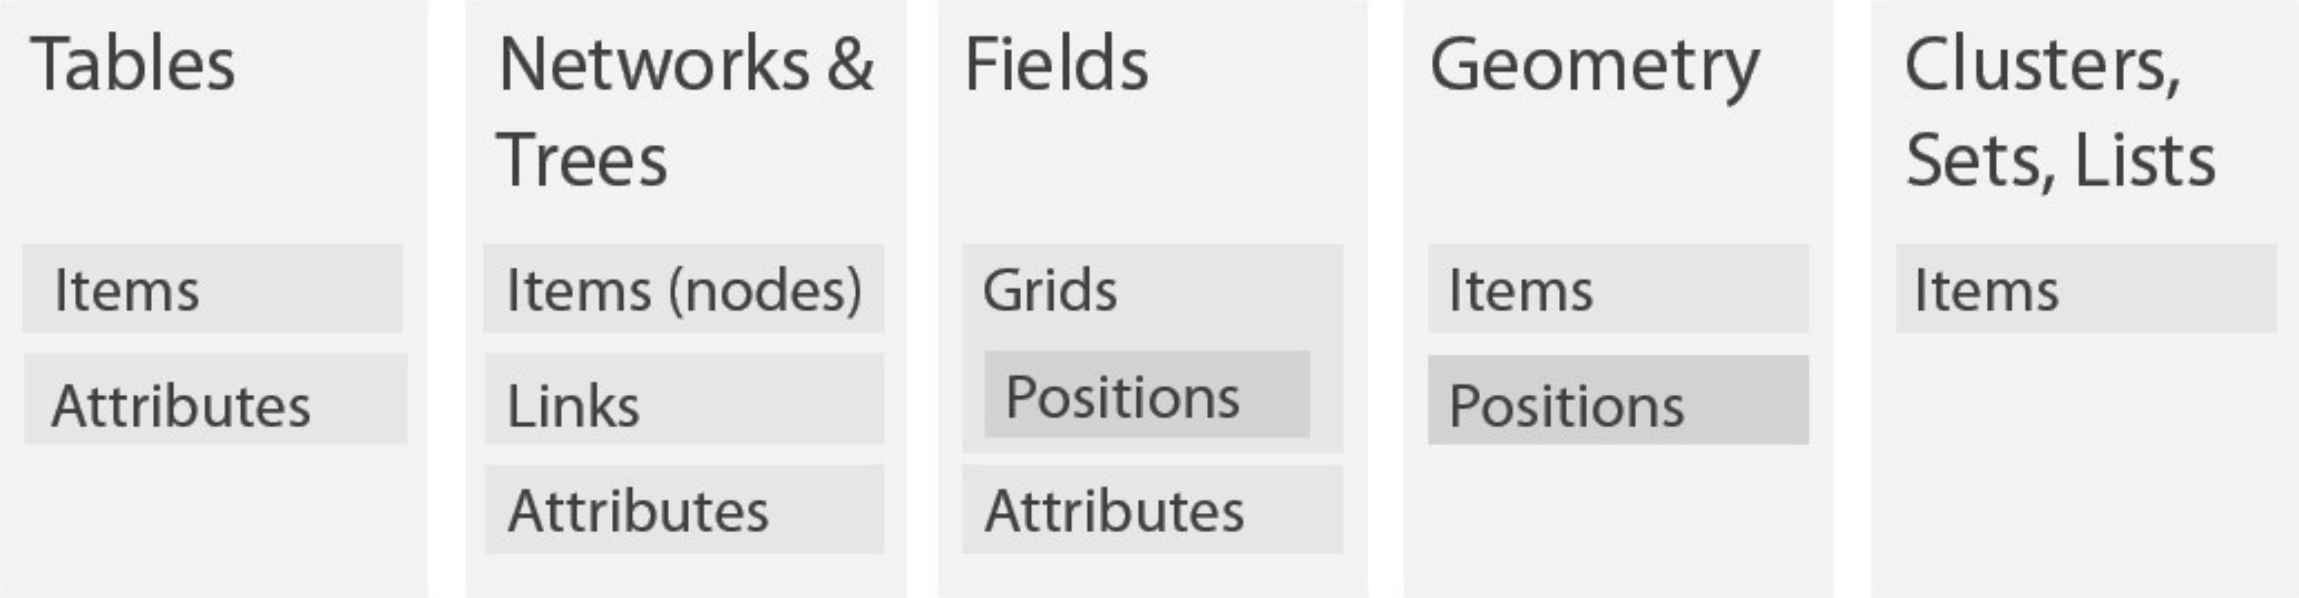 Tables
Items
Attributes
Networks &
Trees
Items (nodes)
Links
Attributes
Fields
Grids
Positions
Attributes
Geometry
Items
Positions
Clusters,
Sets, Lists
Items